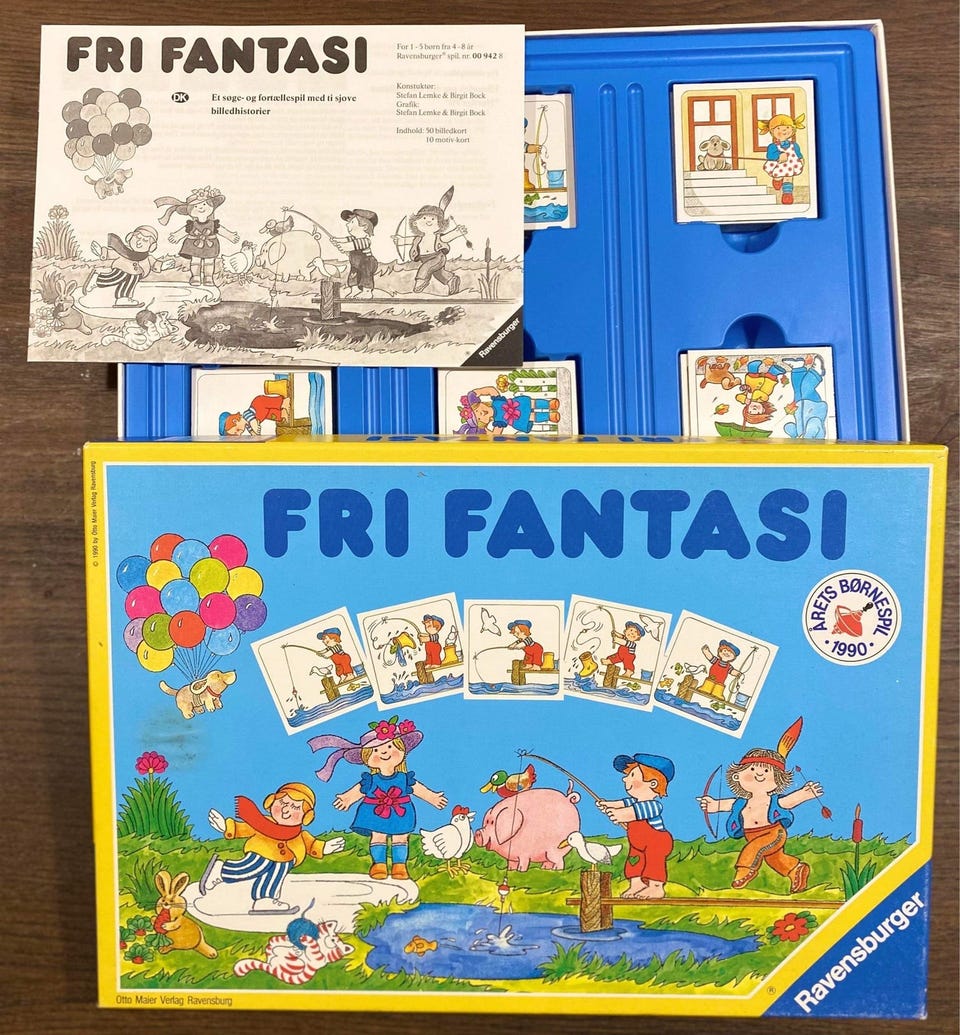 FRI FANTASI
For 1 - 5 børn fra 4 - 8 år
Ravensburger® spil. nr. 00 942 8
DK
Et søge- og fortællespil med ti sjove
billedhistorier
Konstuktør:
Stefan Lemke & Birgit Bock
Grafik:
Stefan Lemke & Birgit Bock
Indhold: 50 billedkort
10 motiv-kort
® Ravensburger
FRI FANTASI
© 1990 by Otto Maier Verlag Ravensburg
FRI FANTASI
ÅRETS BØRNESPIL
· 1990 ·
Otto Maier Verlag Ravensburg
® Ravensburger